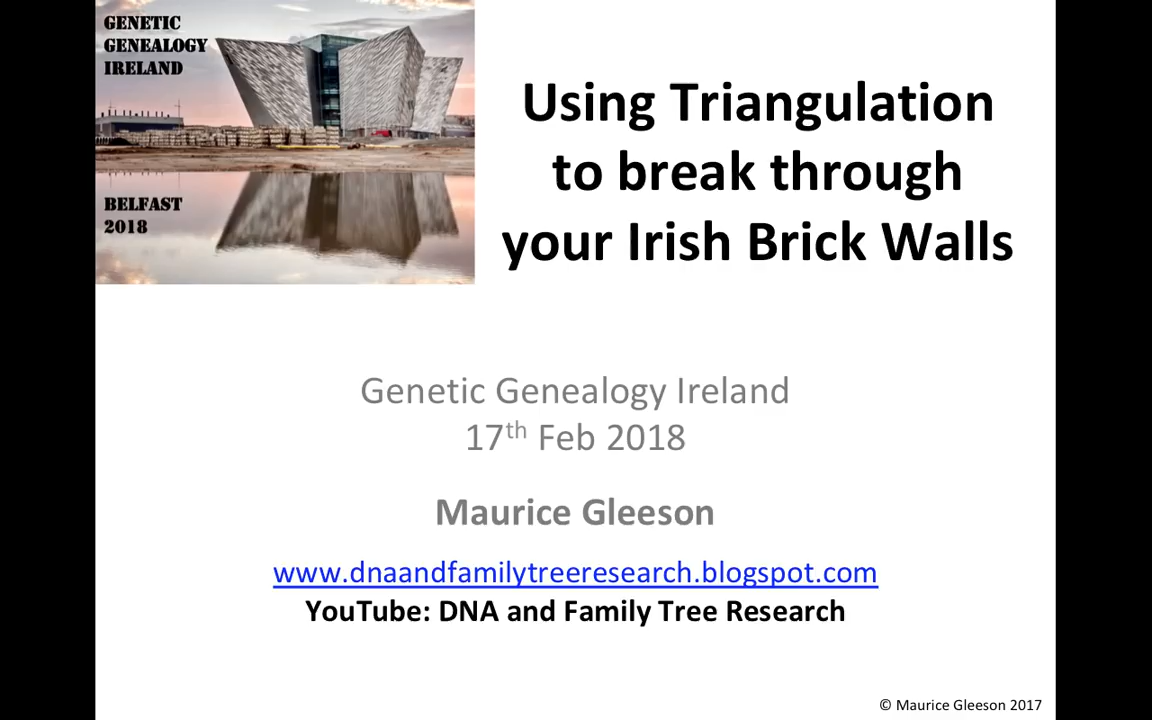 GENETIC
GENEALOGY
IRELAND
BELFAST
2018
Using Triangulation
to break through
your Irish Brick Walls
Genetic Genealogy Ireland
17th Feb 2018
Maurice Gleeson
www.dnaandfamilytreeresearch.blogspot.com
YouTube: DNA and Family Tree Research
© Maurice Gleeson 2017